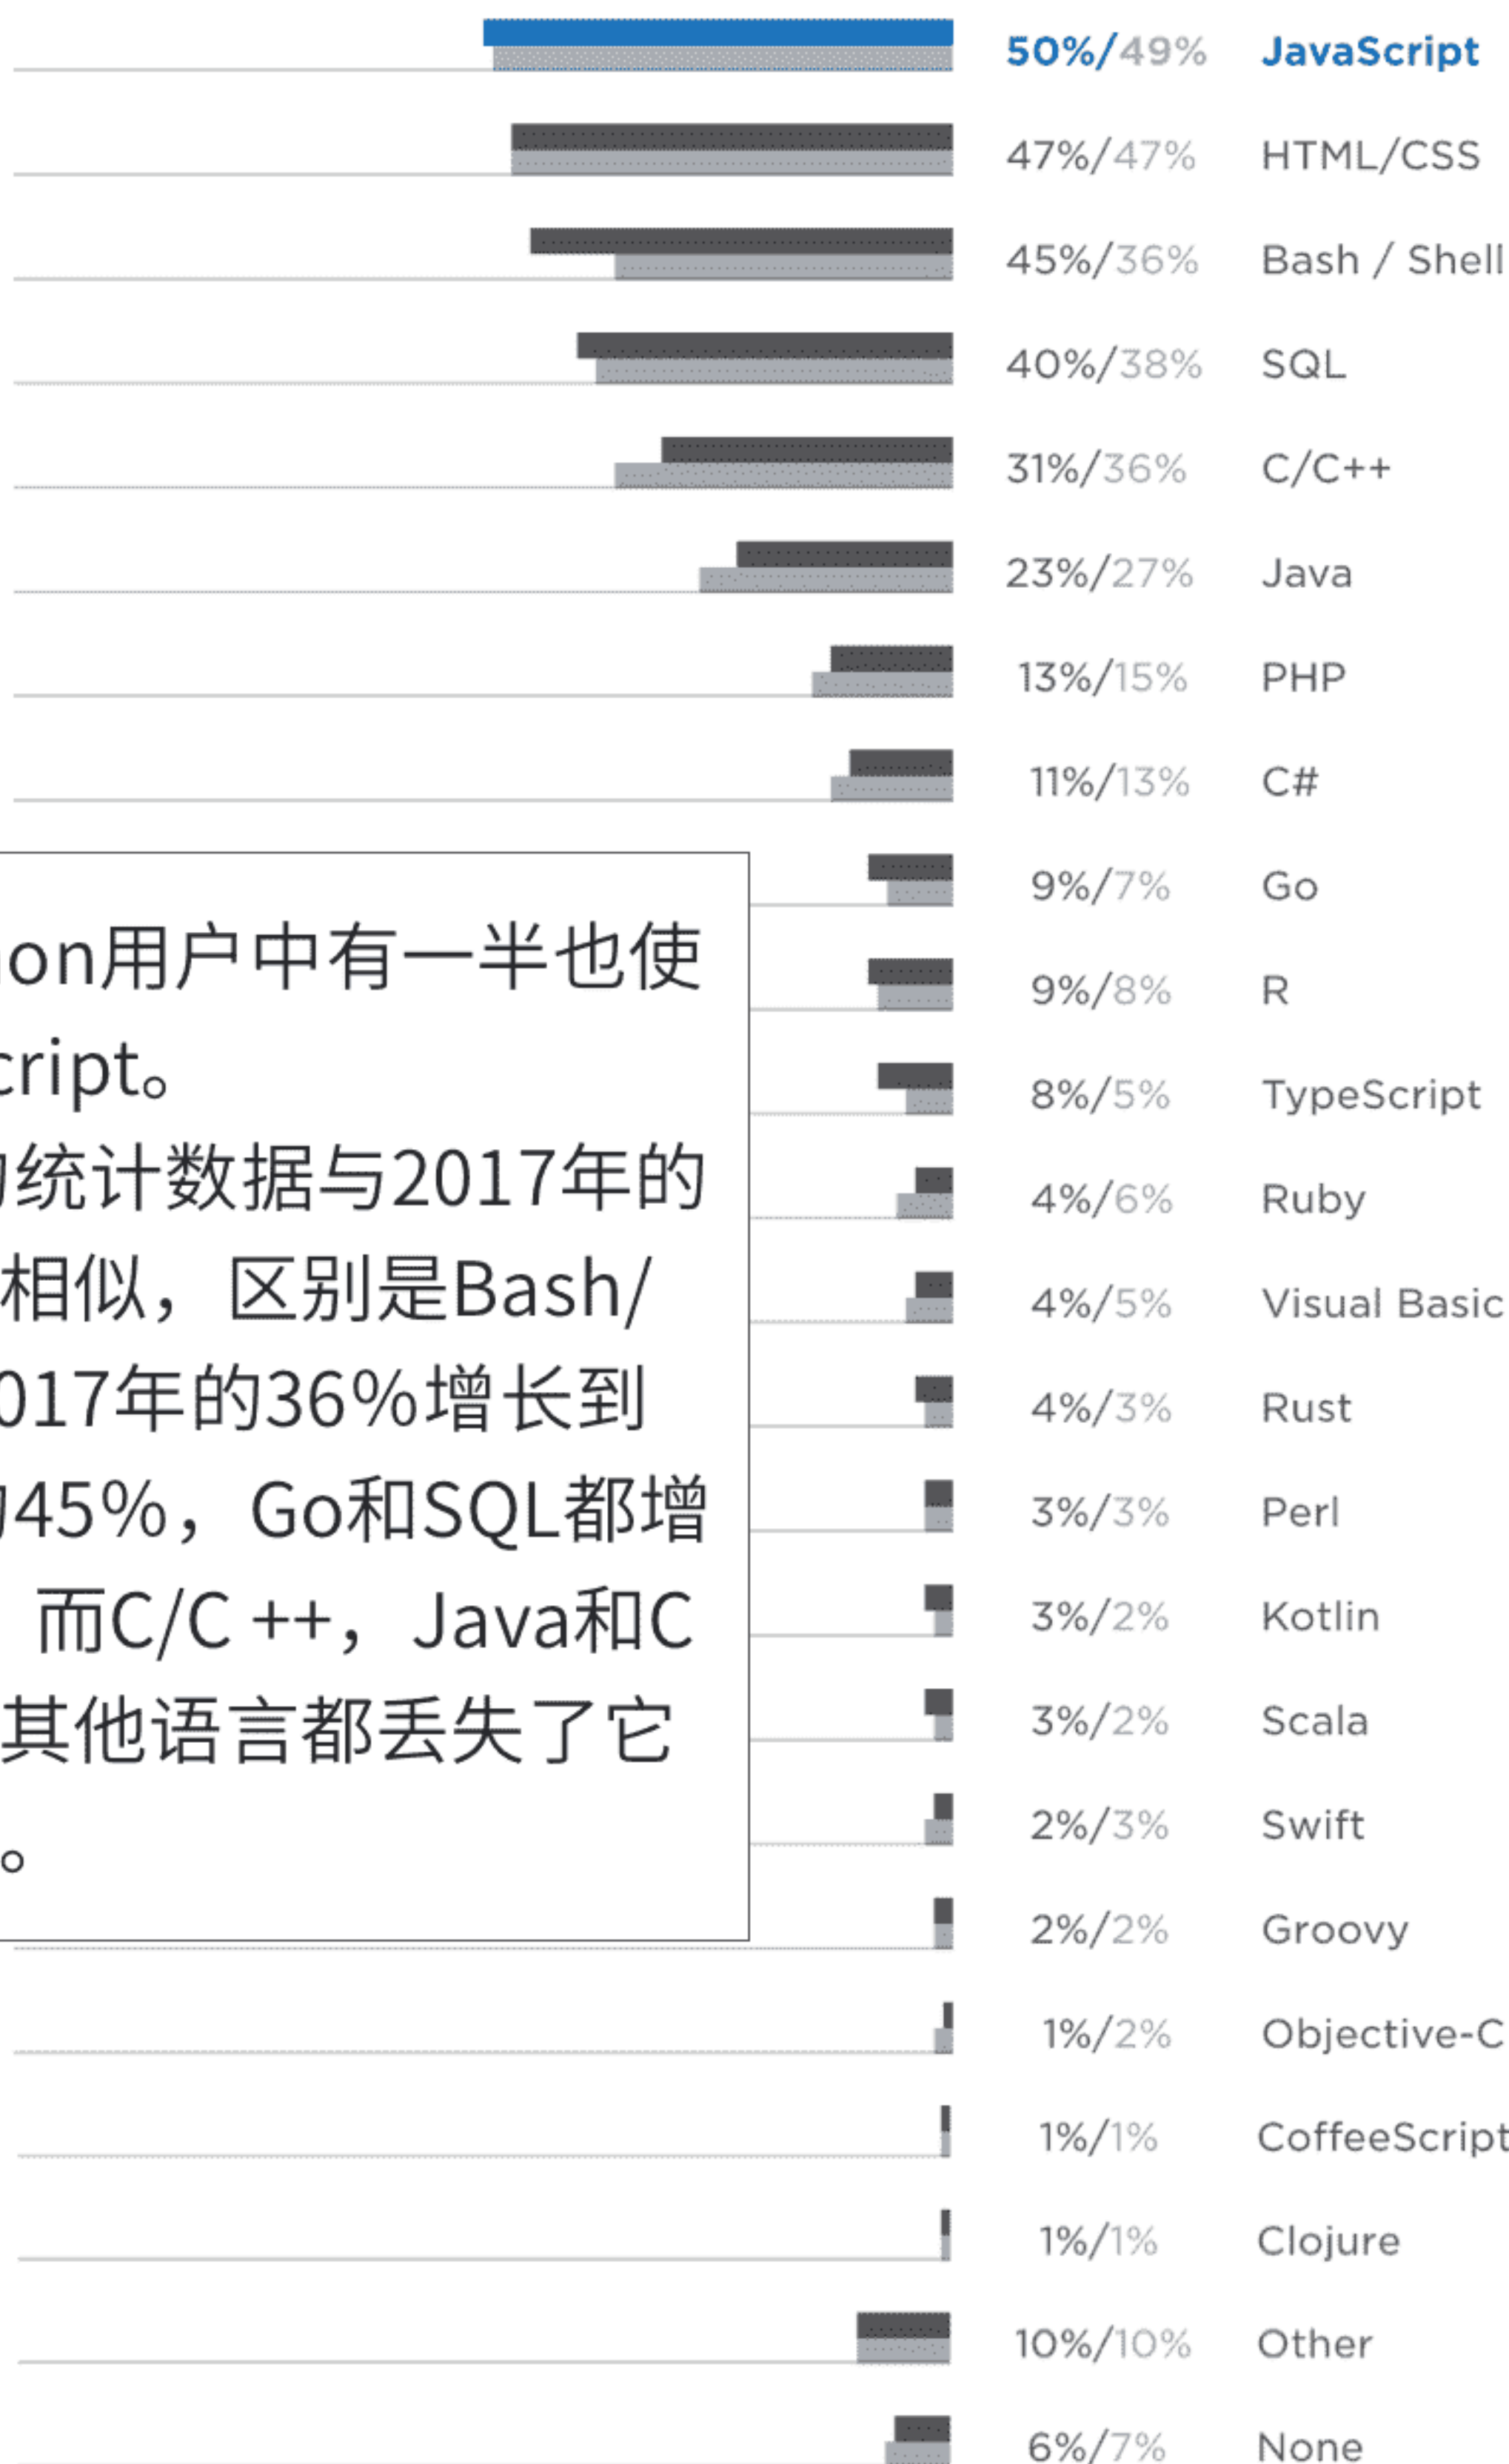 50%/49% JavaScript
47%/47% HTML/CSS
45%/36% Bash / Shell
40%/38% SQL
31%/36% C/C++
23%/27% Java
13%/15% PHP
11%/13% C#
9%/7% Go
9%/8% R
8%/5% TypeScript
4%/6% Ruby
4%/5% Visual Basic
4%/3% Rust
3%/3% Perl
3%/2% Kotlin
3%/2% Scala
2%/3% Swift
2%/2% Groovy
1%/2% Objective-C
1%/1% CoffeeScript
1%/1% Clojure
10%/10% Other
6%/7% None
on用户中有一半也使
cript。
统计数据与2017年的
相似，区别是Bash/
017年的36%增长到
45%，Go和SQL都增
而C/C ++，Java和C
其他语言都丢失了它
。